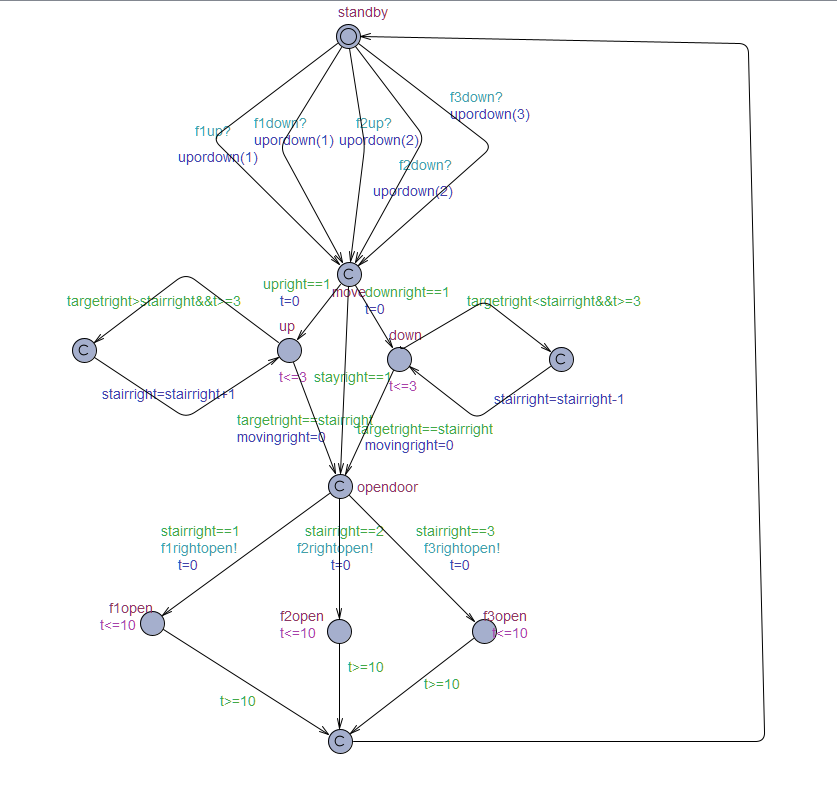 standby
f3down?
upordown(3)
f1up?
f1down?
f2up?
upordown(1)
upordown(2)
upordown(1)
f2down?
upordown(2)
C
upright==1
t=0
move
downright==1
t=0
targetright>stairright&&t>=3
targetright<stairright&&t>=3
up
down
C
C
t<=3
stayright==1
t<=3
stairright=stairright+1
stairright=stairright-1
targetright==stairright
movingright=0
targetright==stairright
movingright=0
C
opendoor
stairright==1
f1rightopen!
t=0
stairright==2
f2rightopen!
t=0
stairright==3
f3rightopen!
t=0
f1open
t<=10
f2open
t<=10
f3open
t<=10
t>=10
t>=10
t>=10
C